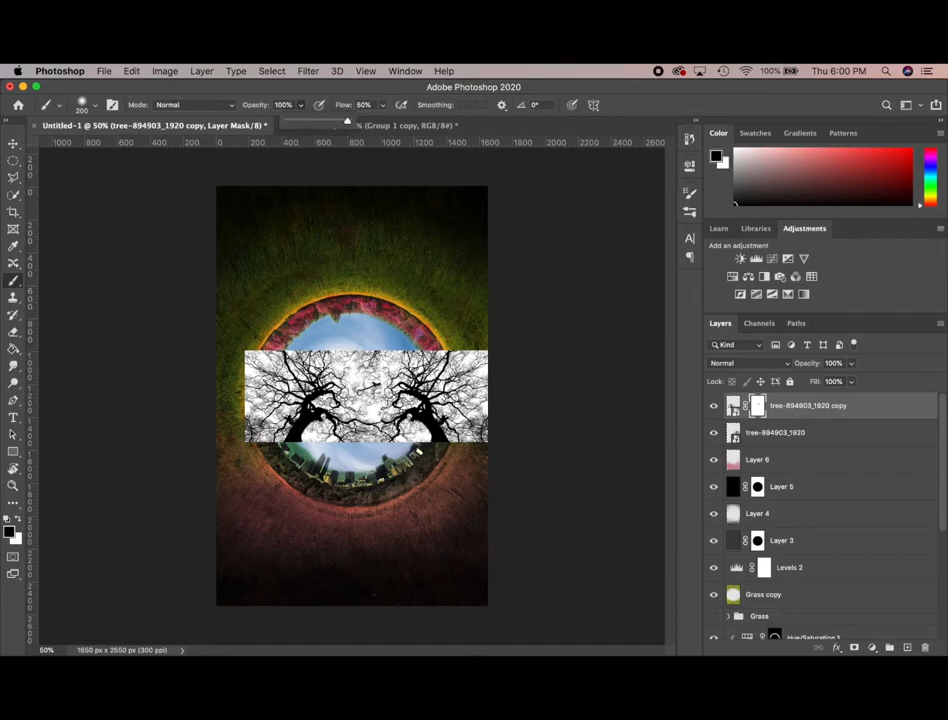 Photoshop File Edit Image Layer Type Select Filter 3D View Window Help 100% Thu 6:00 PM
Adobe Photoshop 2020
200 Mode: Normal Opacity: 100% Flow: 50% Smoothing: 0°
Untitled-1 @ 50% (tree-894903_1920 copy, Layer Mask/8) * % (Group 1 copy, RGB/8#) *
1000 800 600 400 200 0 200 400 600 800 1000 1200 1400 1600 1800 2000 2200 2400 2600
Color Swatches Gradients Patterns
Learn Libraries Adjustments
Add an adjustment
Layers Channels Paths
Kind
Normal Opacity: 100%
Lock: Fill: 100%
tree-894903_1920 copy
tree-894903_1920
Layer 6
Layer 5
Layer 4
Layer 3
Levels 2
Grass copy
Grass
Hue/Saturation 1
50% 1650 px x 2550 px (300 ppi)